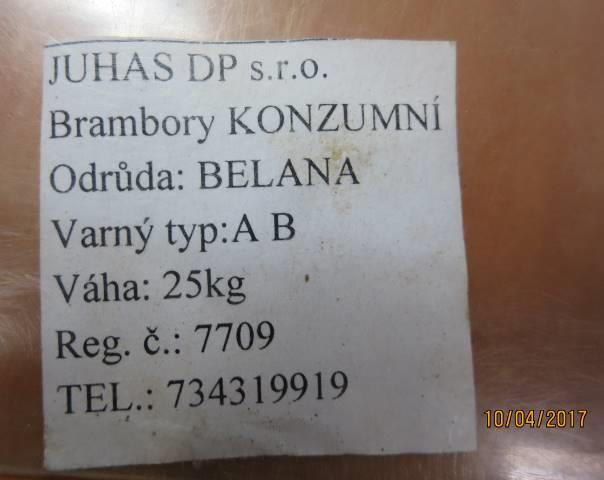 JUHAS DP s.r.o.
Brambory KONZUMNÍ
Odrůda: BELANA
Varný typ:A B
Váha: 25kg
Reg. č.: 7709
TEL.: 734319919
10/04/2017